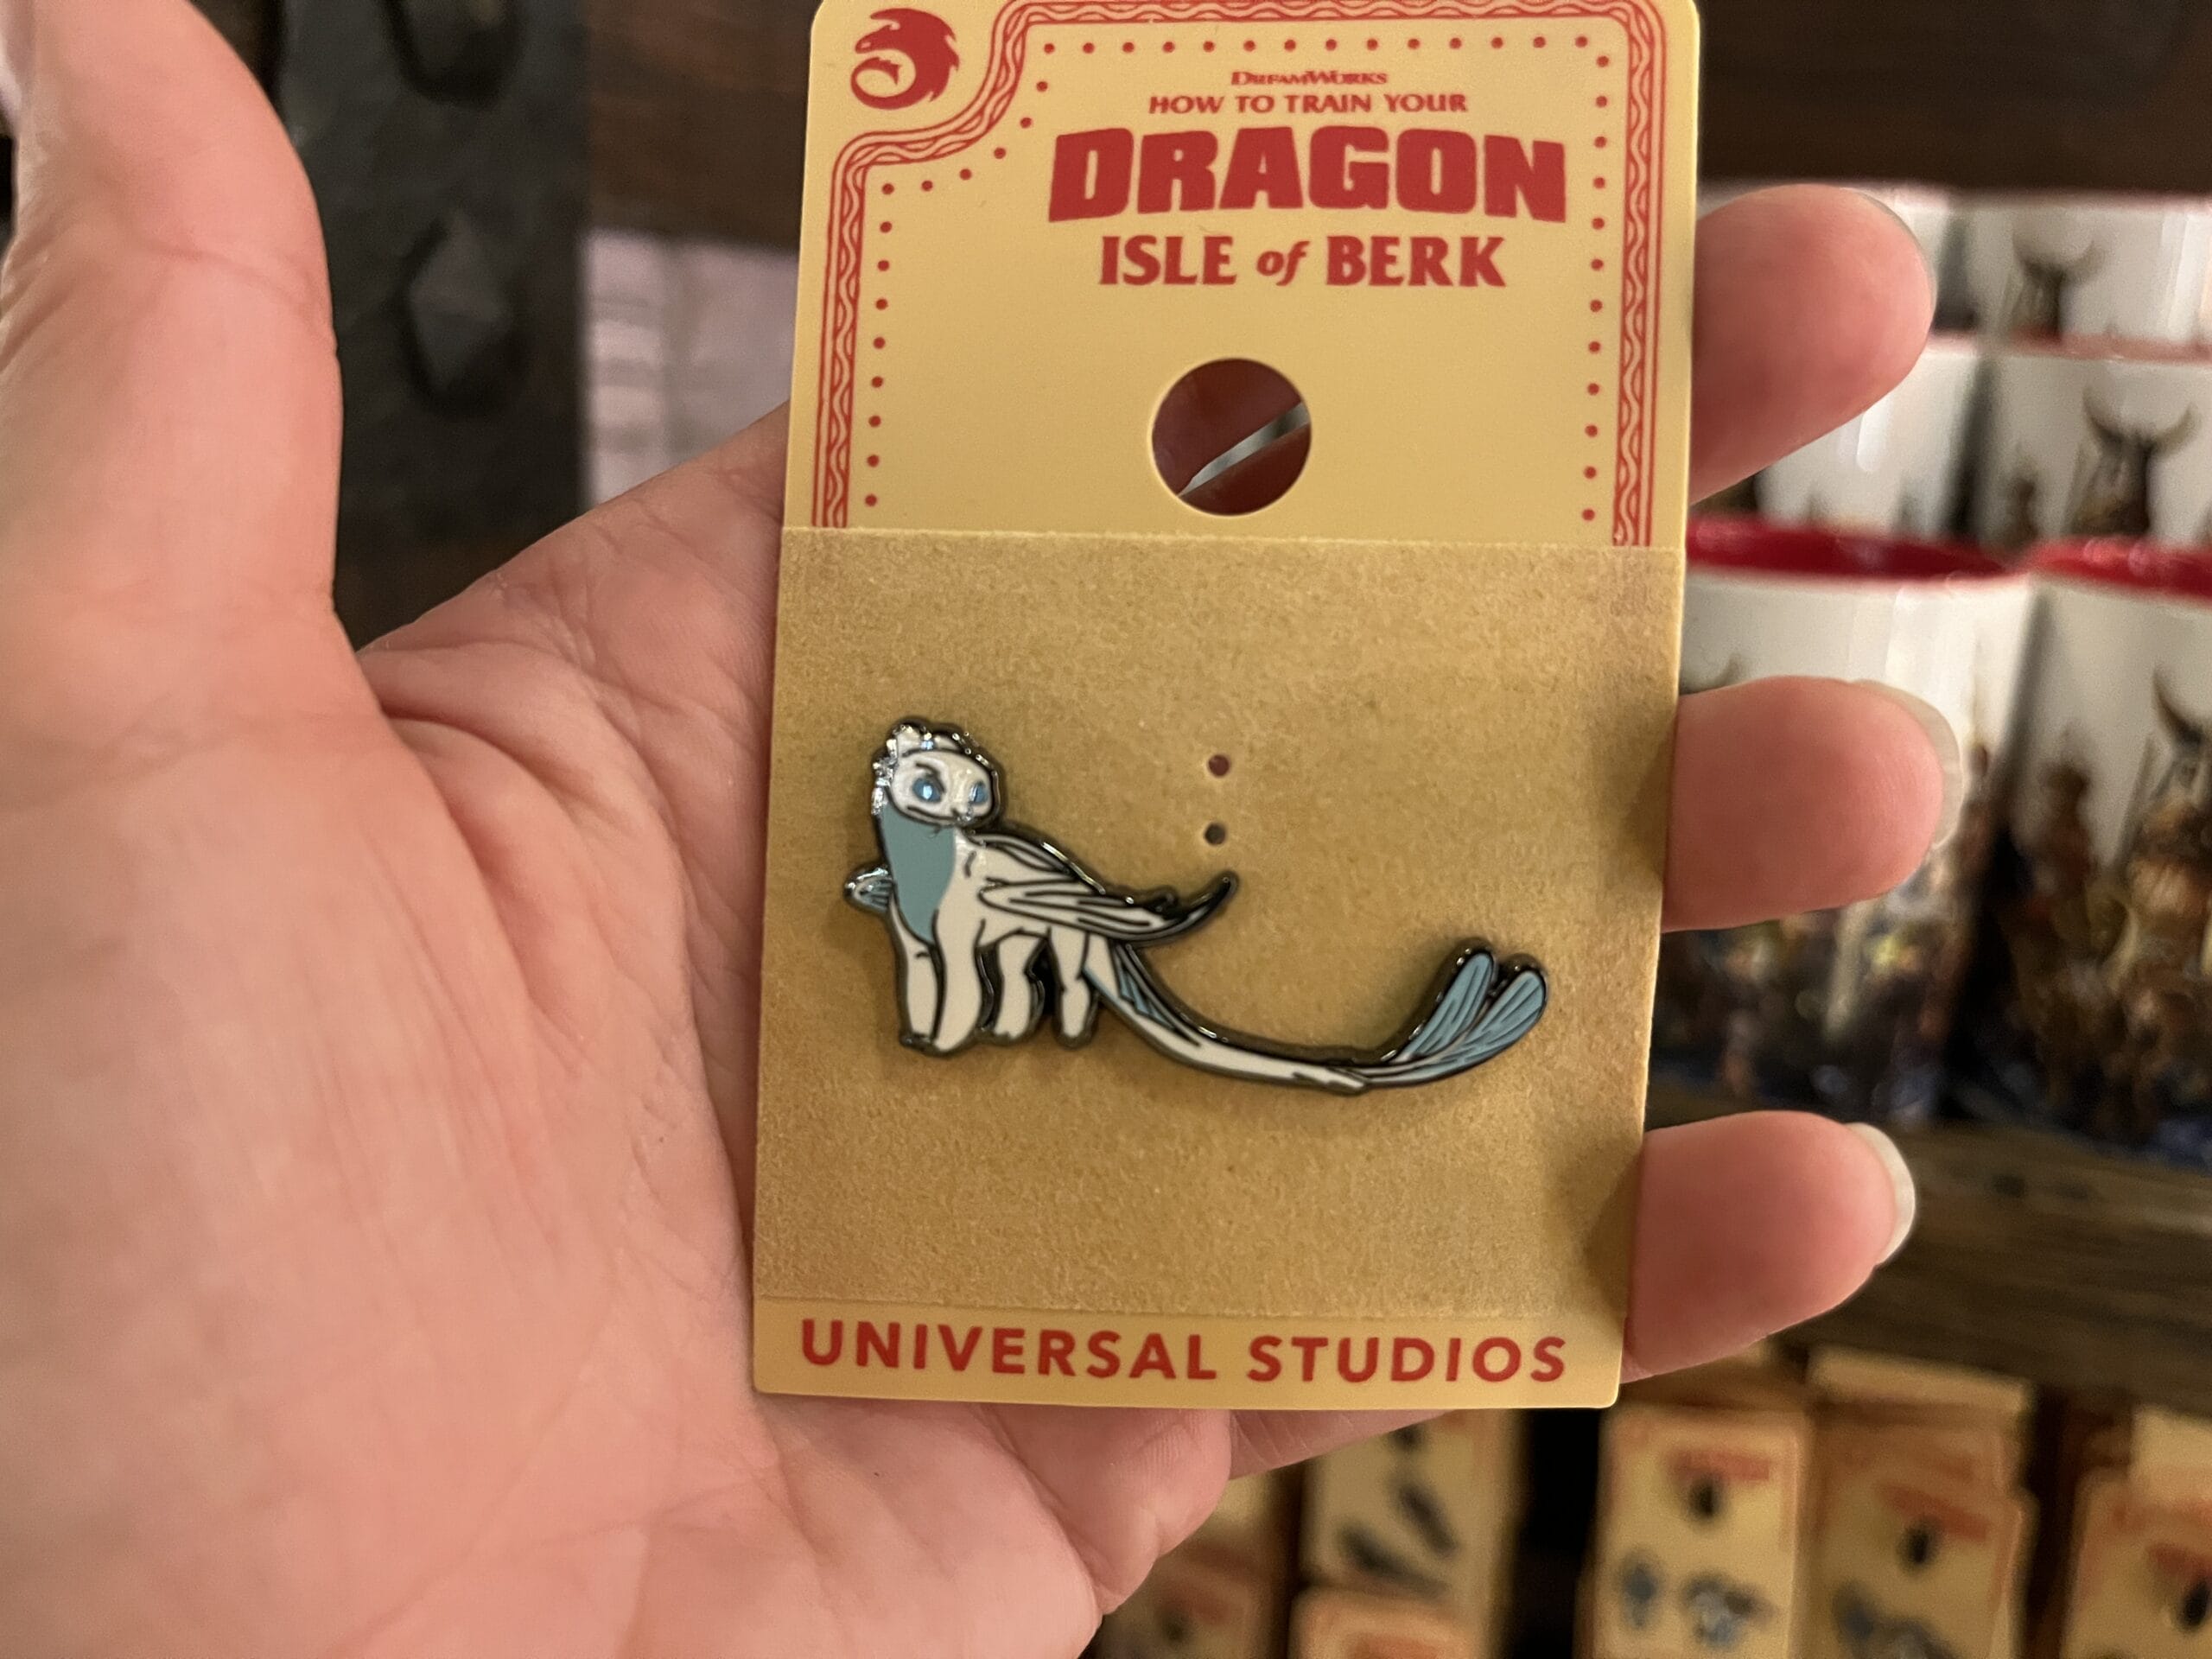 DREAMWORKS
HOW TO TRAIN YOUR
DRAGON
ISLE of BERK
UNIVERSAL STUDIOS